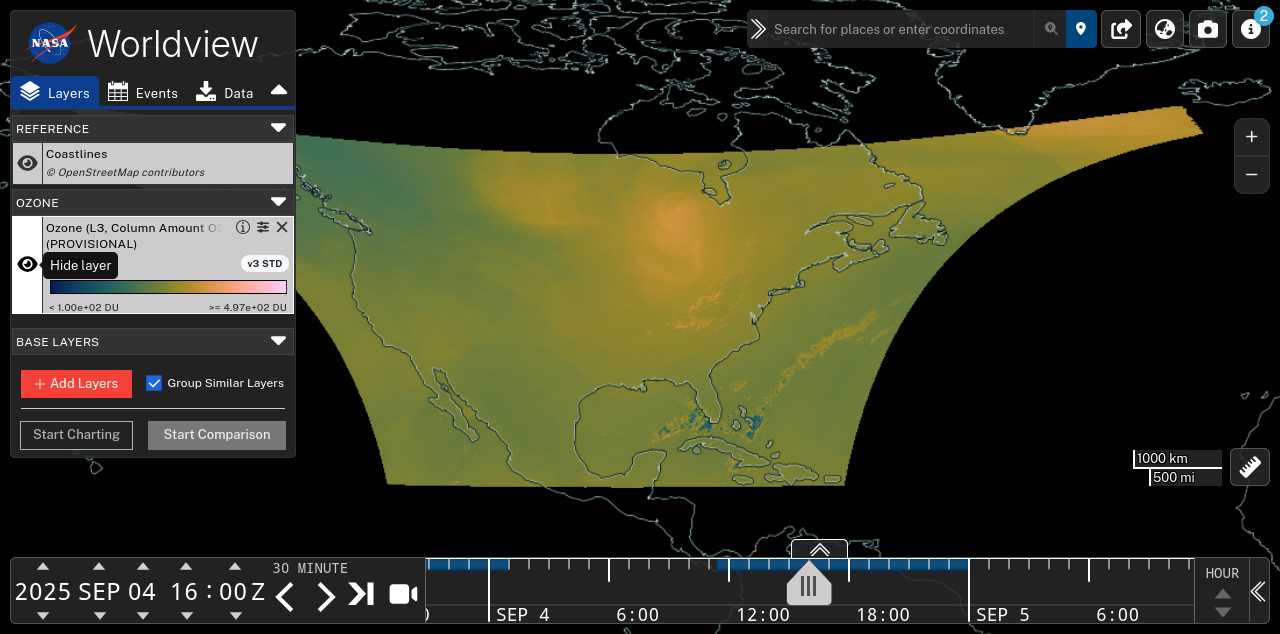 NASA
Worldview
Layers
Events
Data
Search for places or enter coordinates
2
REFERENCE
Coastlines
© OpenStreetMap contributors
OZONE
Ozone (L3, Column Amount
(PROVISIONAL)
Hide layer
v3 STD
< 1.00e+02 DU
>= 4.97e+02 DU
BASE LAYERS
+ Add Layers
Group Similar Layers
Start Charting
Start Comparison
+
−
1000 km
500 mi
2025 SEP 04 16 : 00 Z
30 MINUTE
SEP 4
6:00
12:00
18:00
SEP 5
6:00
HOUR